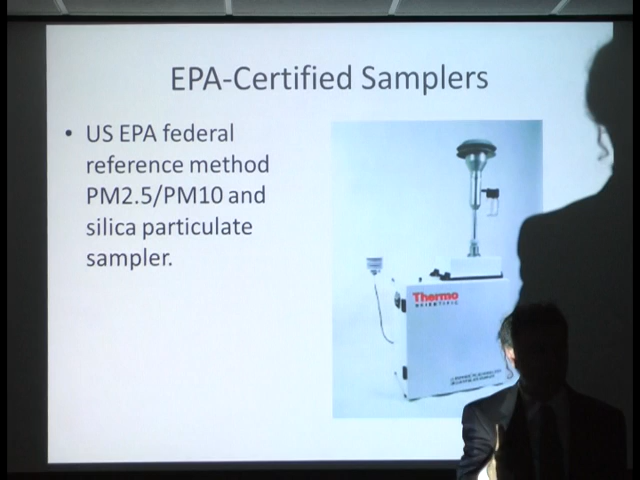 EPA-Certified Samplers
• US EPA federal
reference method
PM2.5/PM10 and
silica particulate
sampler.
Thermo
SCIENTIFIC